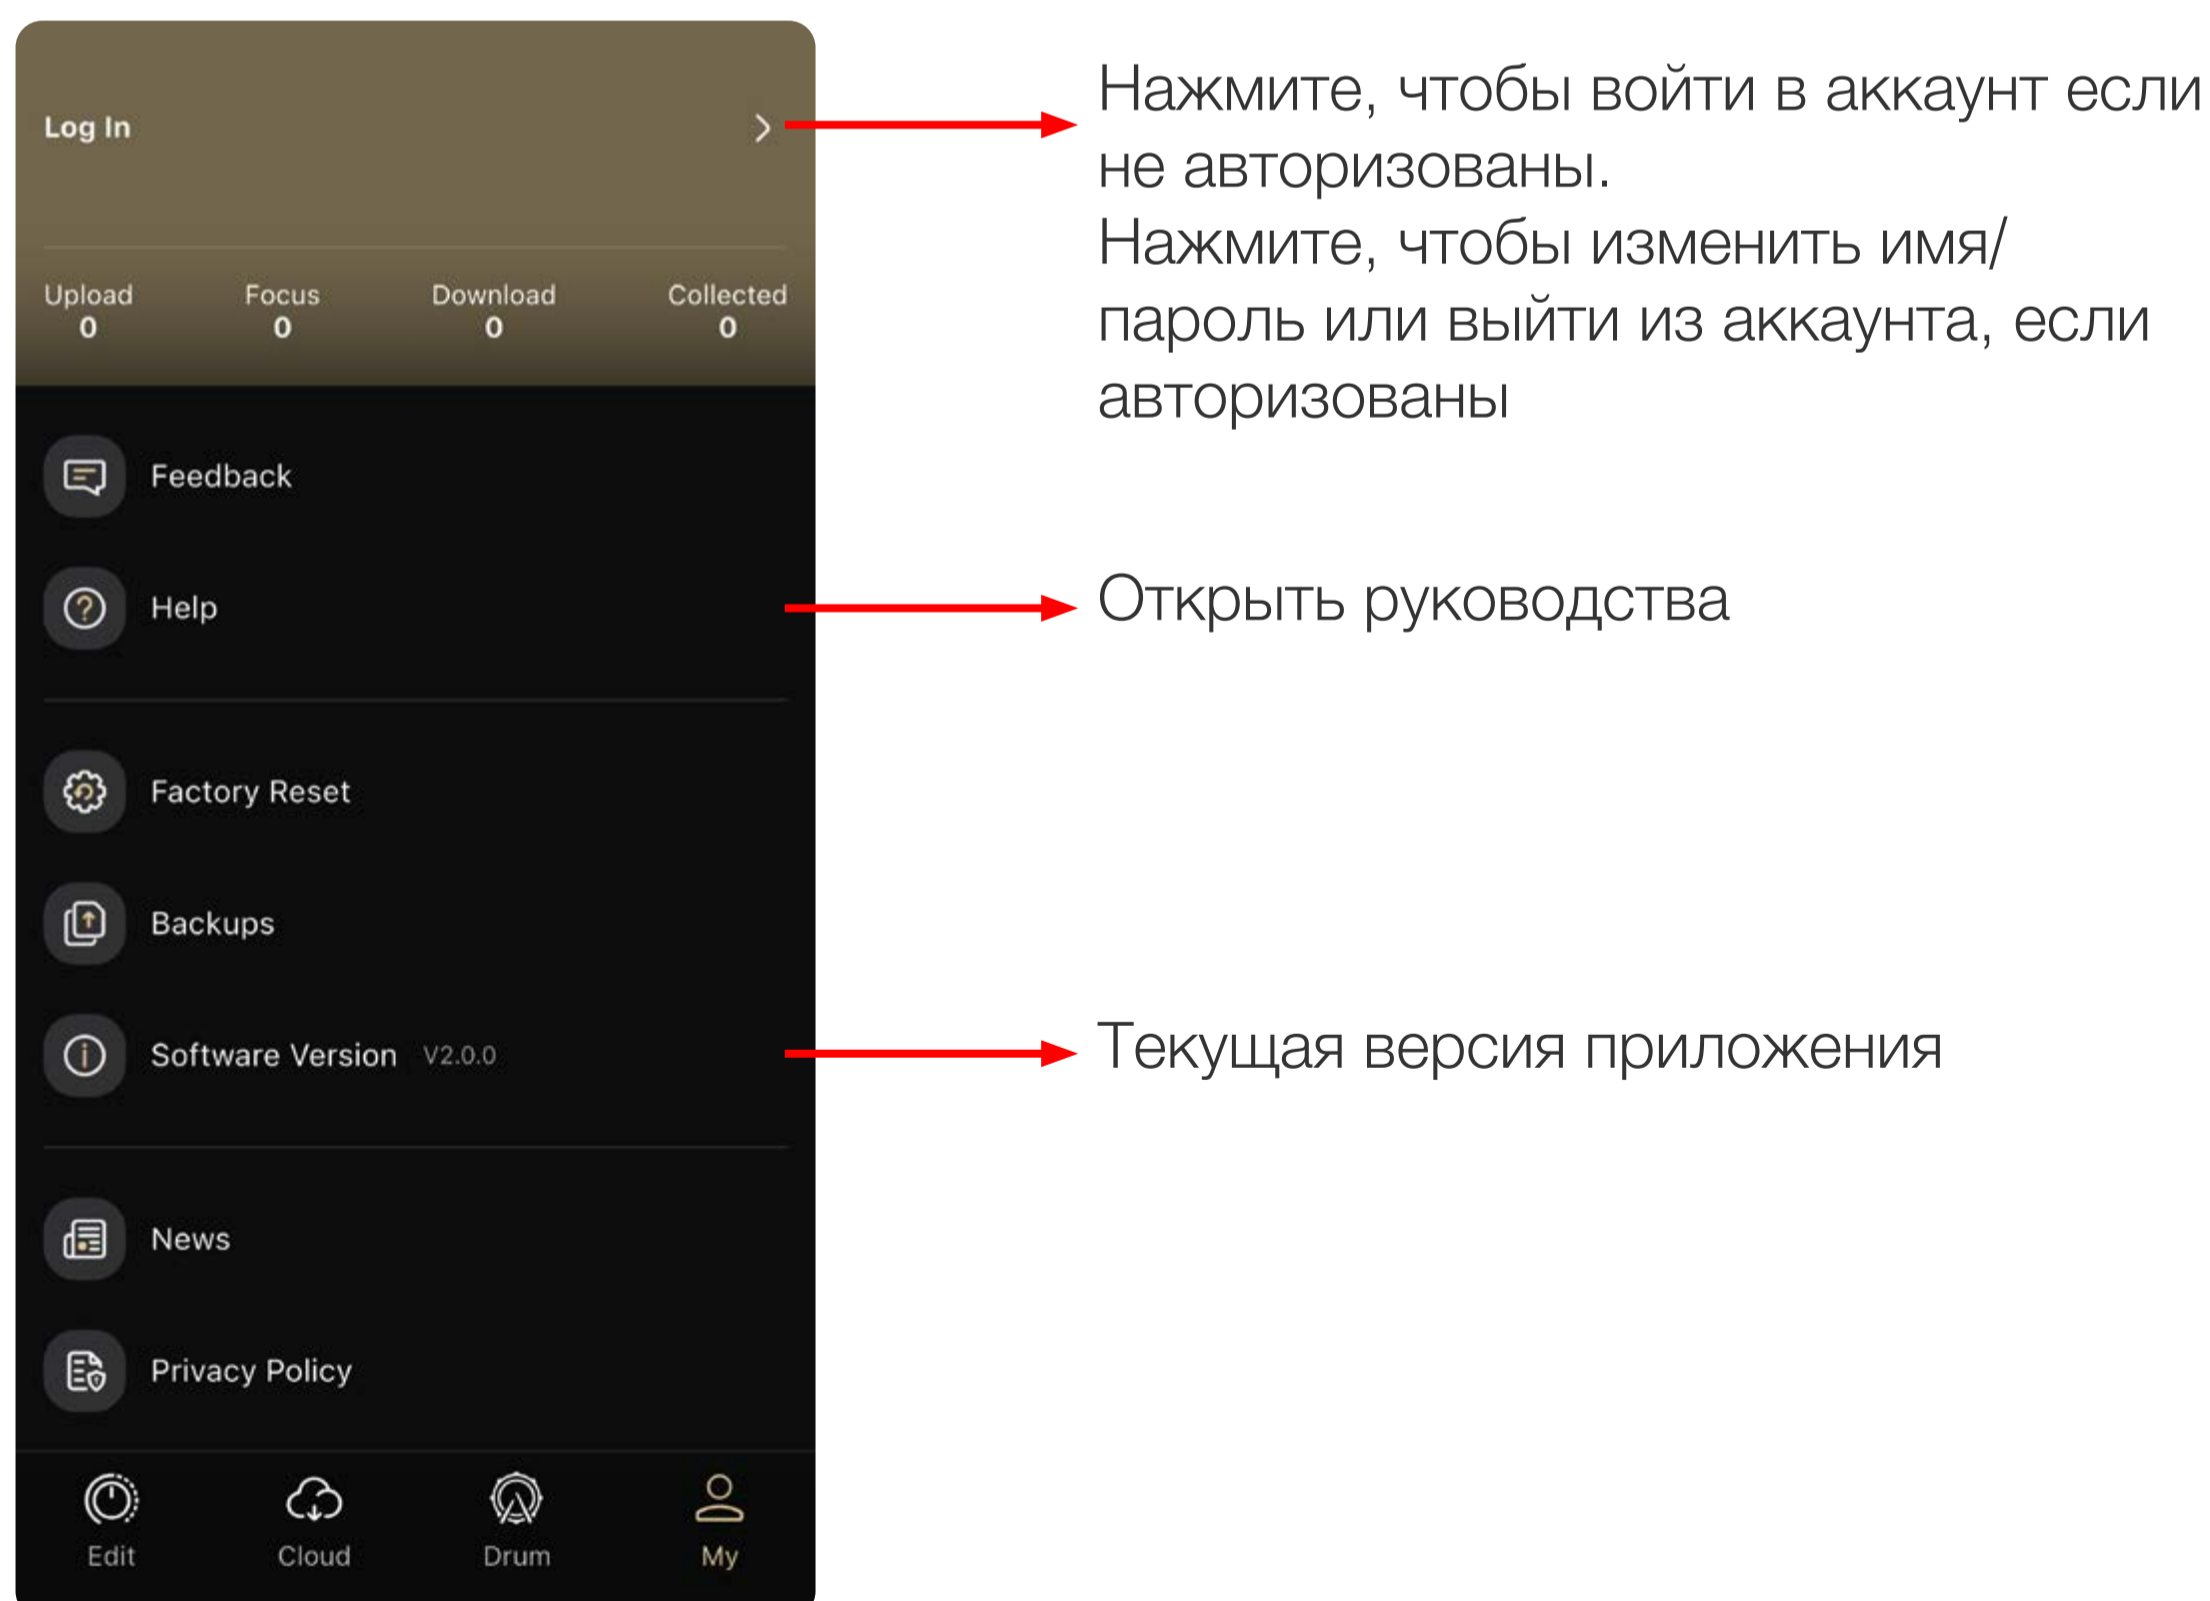 Log In
Upload Focus Download Collected
0 0 0 0
Feedback
Help
Factory Reset
Backups
Software Version V2.0.0
News
Privacy Policy
Edit Cloud Drum My
Нажмите, чтобы войти в аккаунт если
не авторизованы.
Нажмите, чтобы изменить имя/
пароль или выйти из аккаунта, если
авторизованы
Открыть руководства
Текущая версия приложения